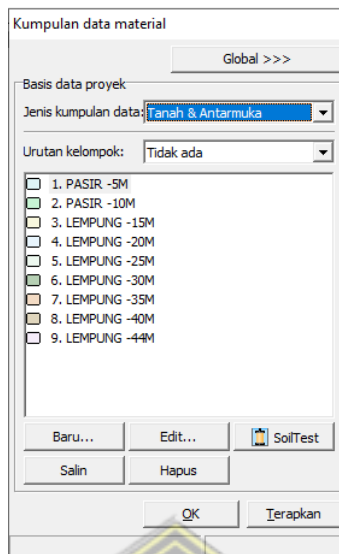 Kumpulan data material
Global >>>
Basis data proyek
Jenis kumpulan data: Tanah & Antarmuka
Urutan kelompok: Tidak ada
1. PASIR -5M
2. PASIR -10M
3. LEMPUNG -15M
4. LEMPUNG -20M
5. LEMPUNG -25M
6. LEMPUNG -30M
7. LEMPUNG -35M
8. LEMPUNG -40M
9. LEMPUNG -44M
Baru... Edit... SoilTest
Salin Hapus
OK Terapkan